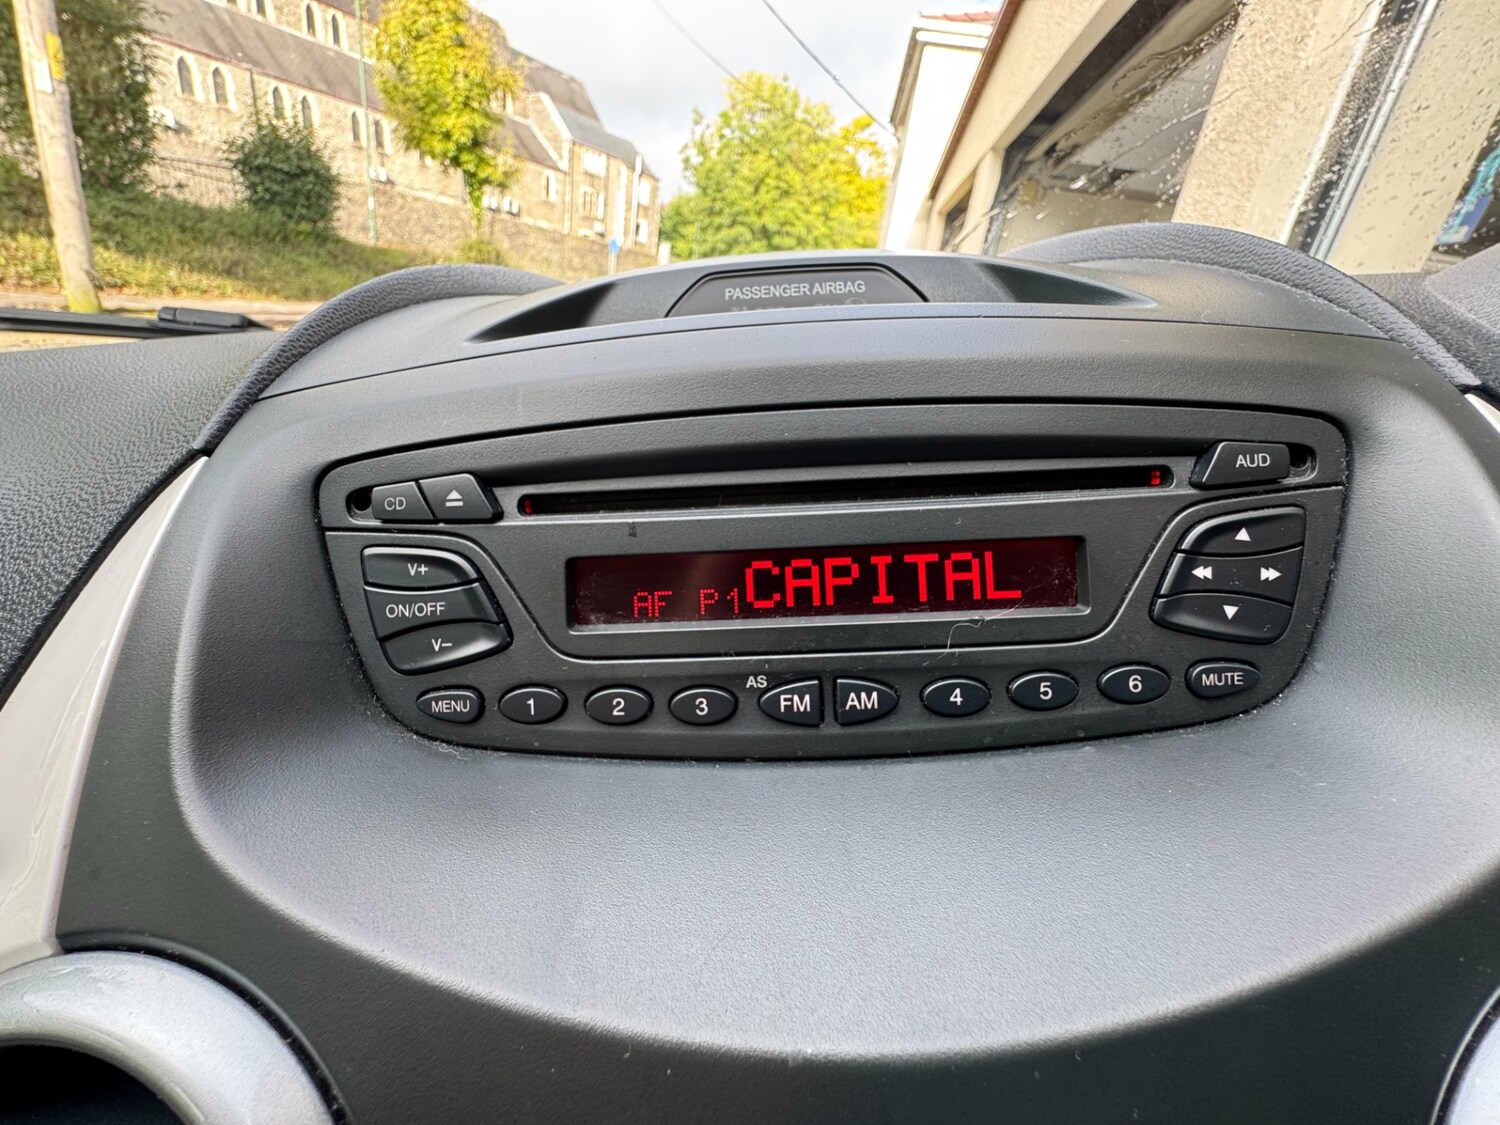 PASSENGER AIRBAG
CD
AUD
V+
ON/OFF
V-
AF P1 CAPITAL
MENU
1
2
3
AS
FM
AM
4
5
6
MUTE